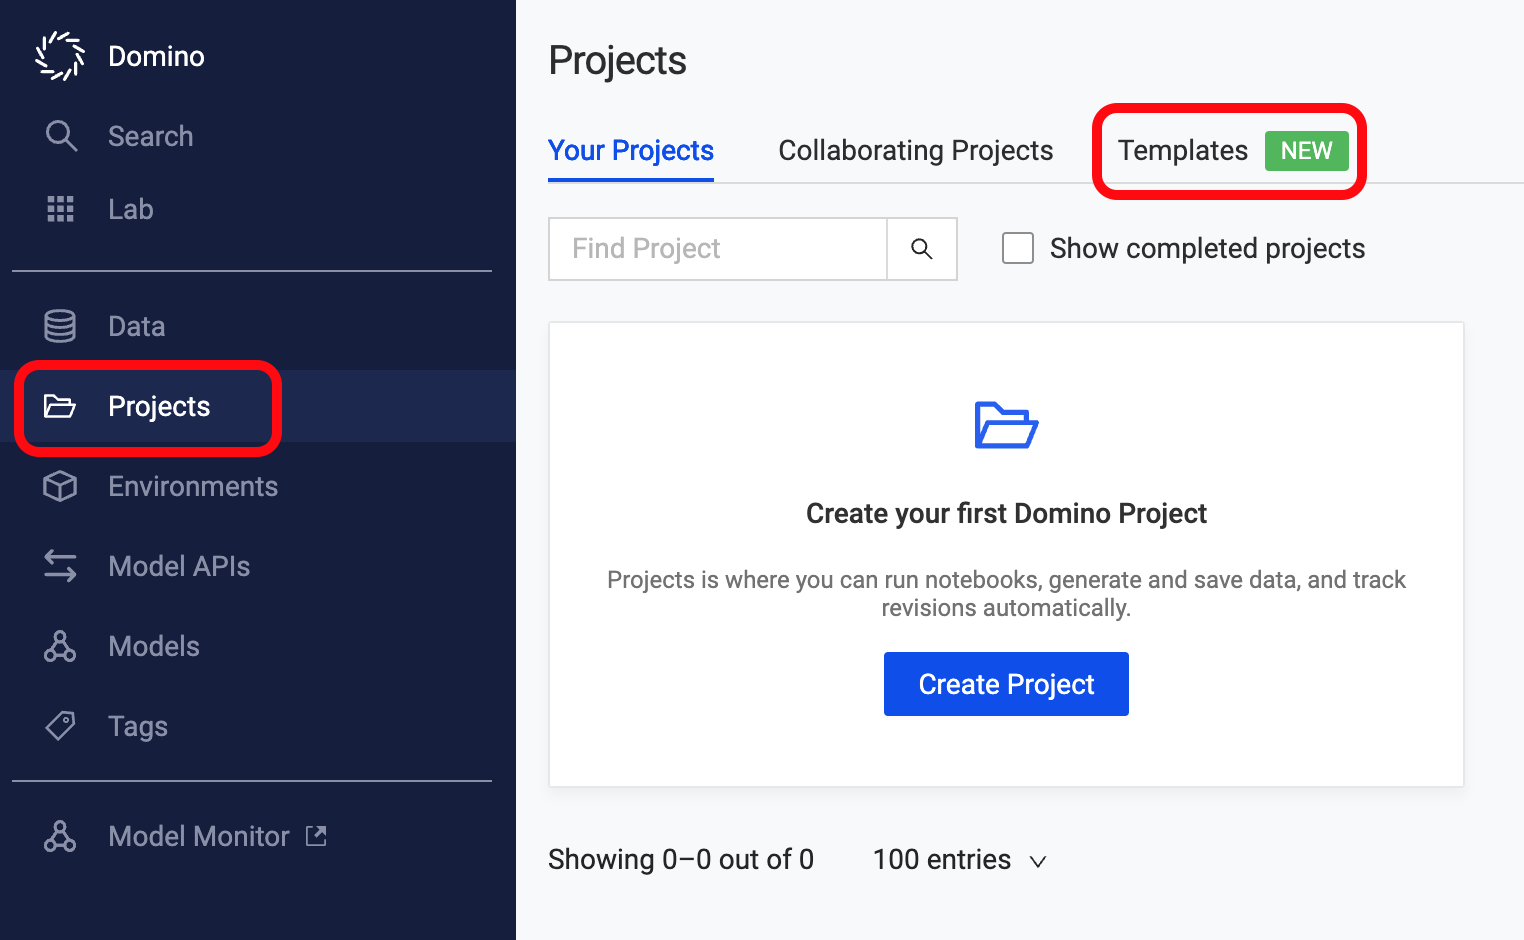 Domino
Search
Lab
Data
Projects
Environments
Model APIs
Models
Tags
Model Monitor
Projects
Your Projects Collaborating Projects Templates NEW
Find Project Show completed projects
Create your first Domino Project
Projects is where you can run notebooks, generate and save data, and track
revisions automatically.
Create Project
Showing 0–0 out of 0 100 entries